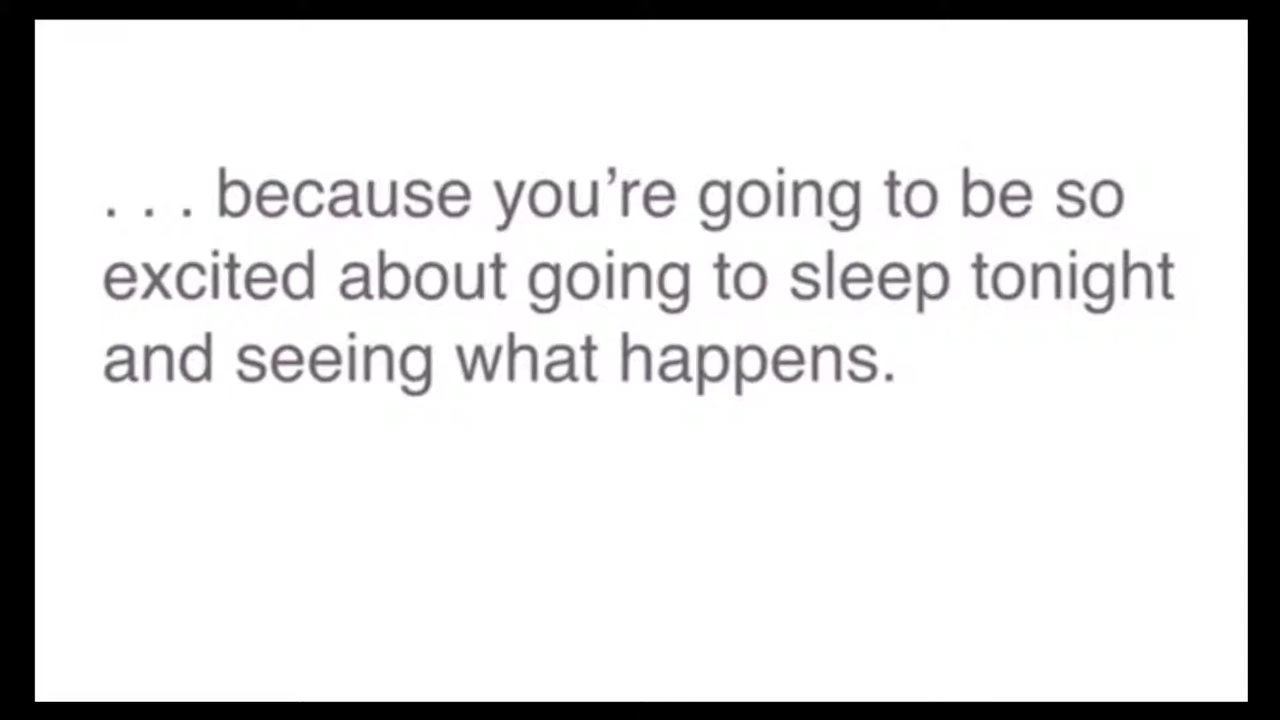 . . . because you’re going to be so
excited about going to sleep tonight
and seeing what happens.